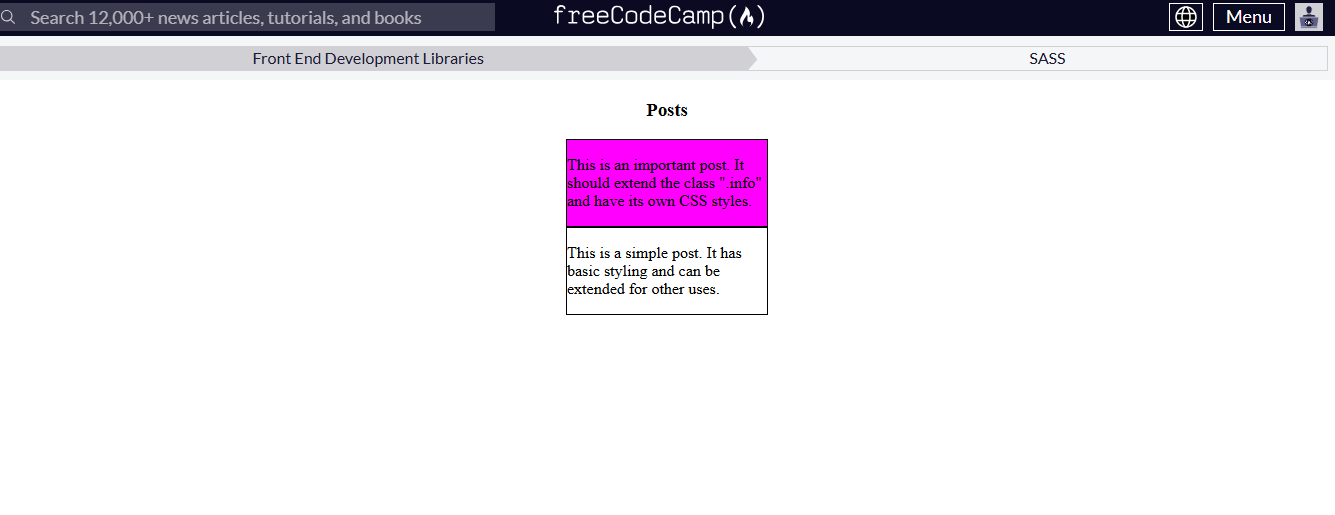 Search 12,000+ news articles, tutorials, and books
freeCodeCamp
Menu
Front End Development Libraries
SASS
Posts
This is an important post. It
should extend the class ".info"
and have its own CSS styles.
This is a simple post. It has
basic styling and can be
extended for other uses.